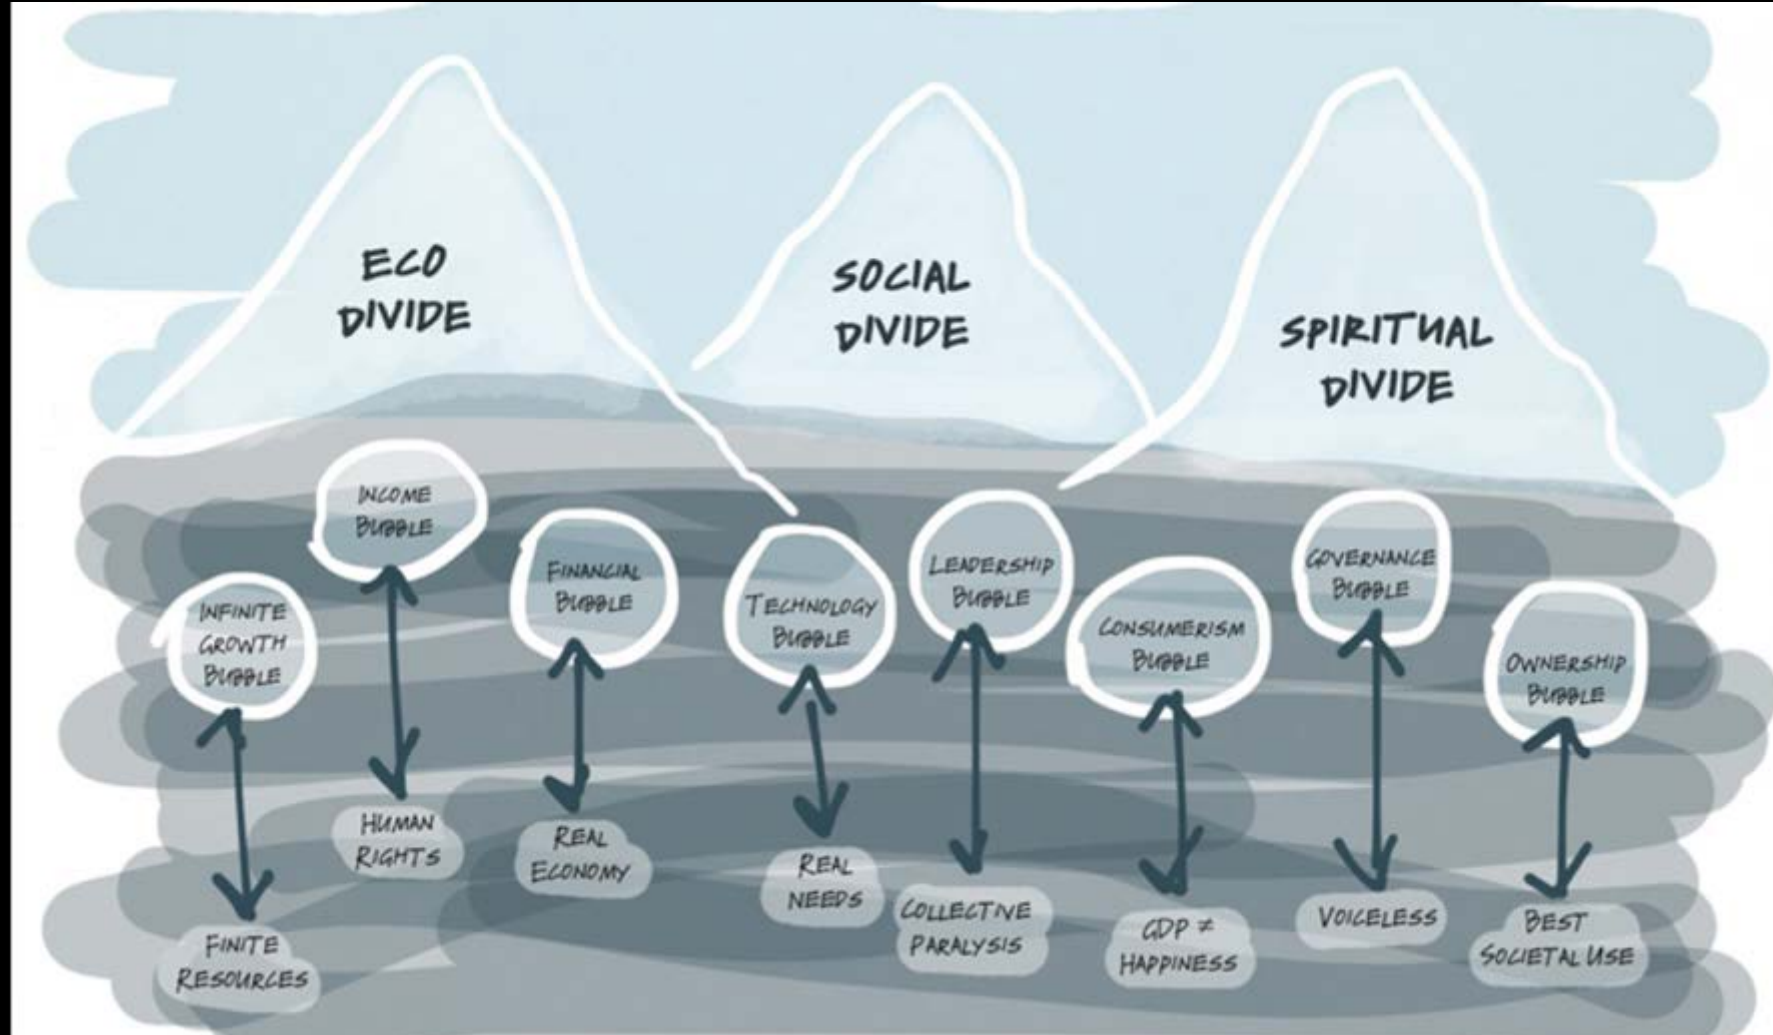 ECO
DIVIDE
SOCIAL
DIVIDE
SPIRITUAL
DIVIDE
INCOME
BUBBLE
INFINITE
GROWTH
BUBBLE
FINANCIAL
BUBBLE
TECHNOLOGY
BUBBLE
LEADERSHIP
BUBBLE
CONSUMERISM
BUBBLE
GOVERNANCE
BUBBLE
OWNERSHIP
BUBBLE
FINITE
RESOURCES
HUMAN
RIGHTS
REAL
ECONOMY
REAL
NEEDS
COLLECTIVE
PARALYSIS
GDP ≠
HAPPINESS
VOICELESS
BEST
SOCIETAL USE